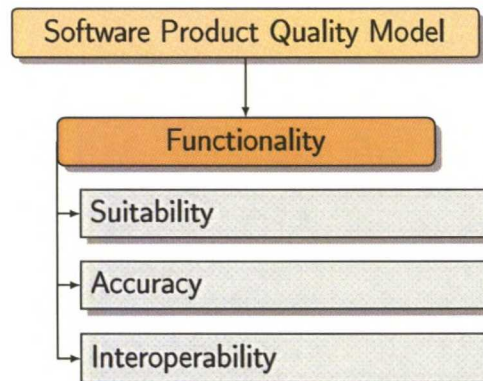 Software Product Quality Model
Functionality
Suitability
Accuracy
Interoperability